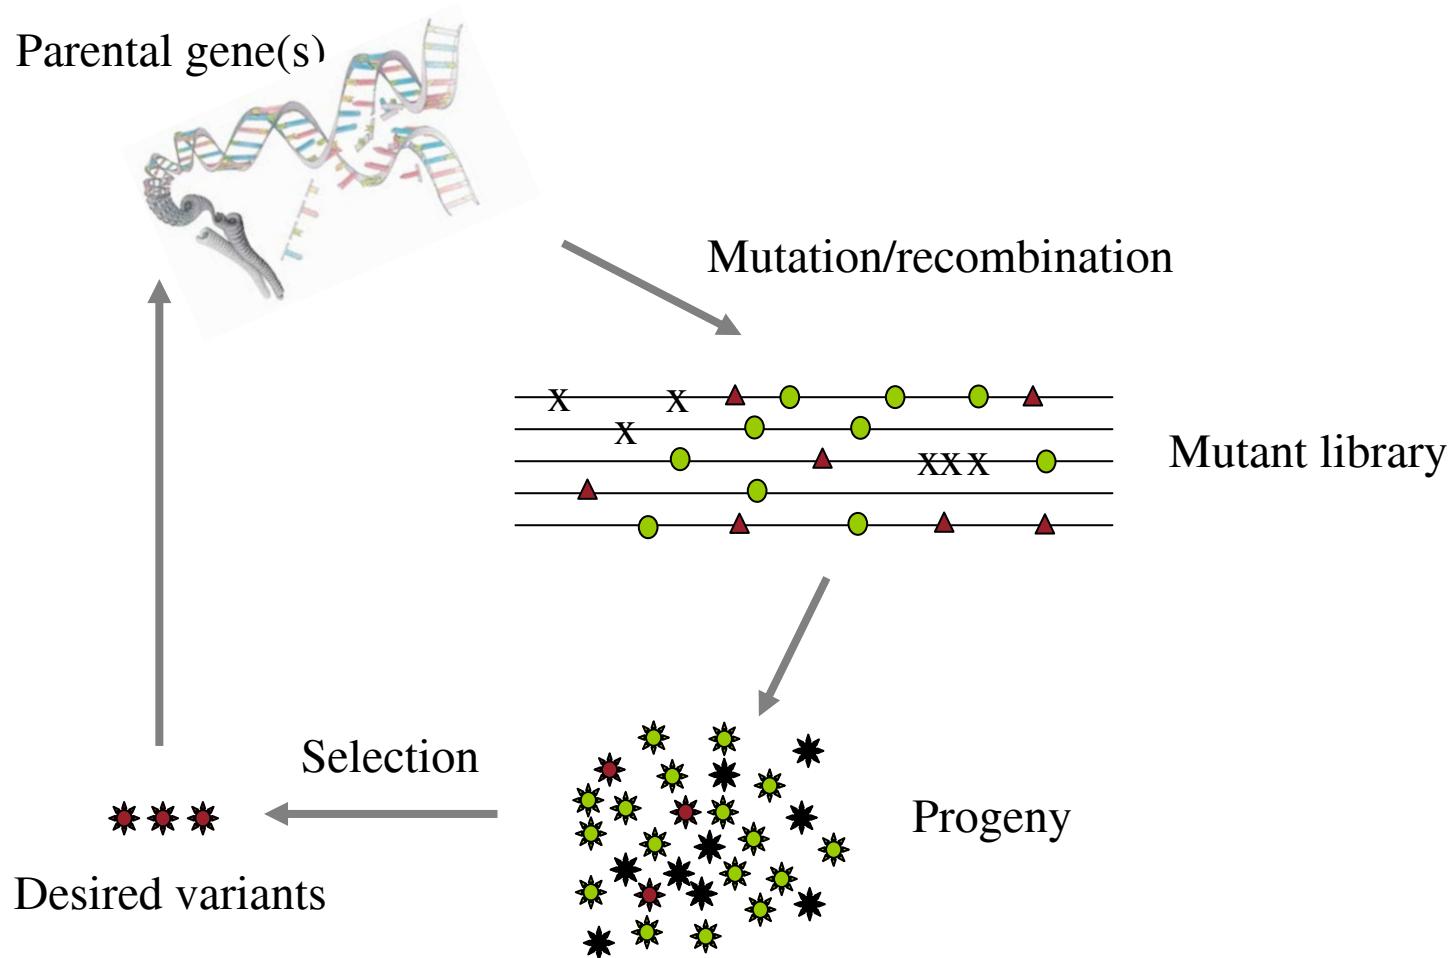 Parental gene(s)
Mutation/recombination
x x
x
xxx
Mutant library
Selection
Progeny
Desired variants